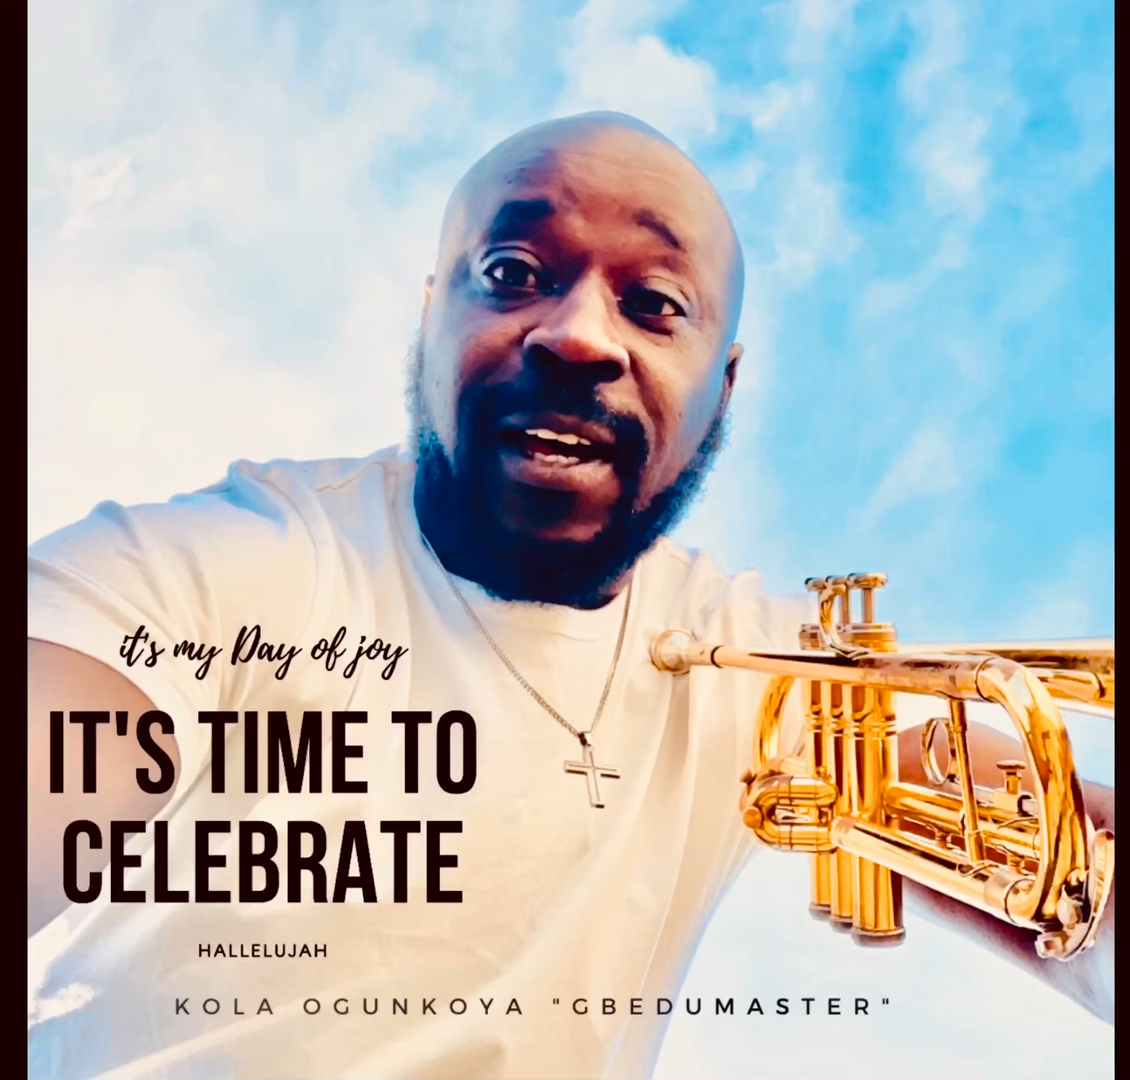 it's my Day of joy
IT'S TIME TO
CELEBRATE
HALLELUJAH
KOLA OGUNKOYA "GBEDUMASTER"